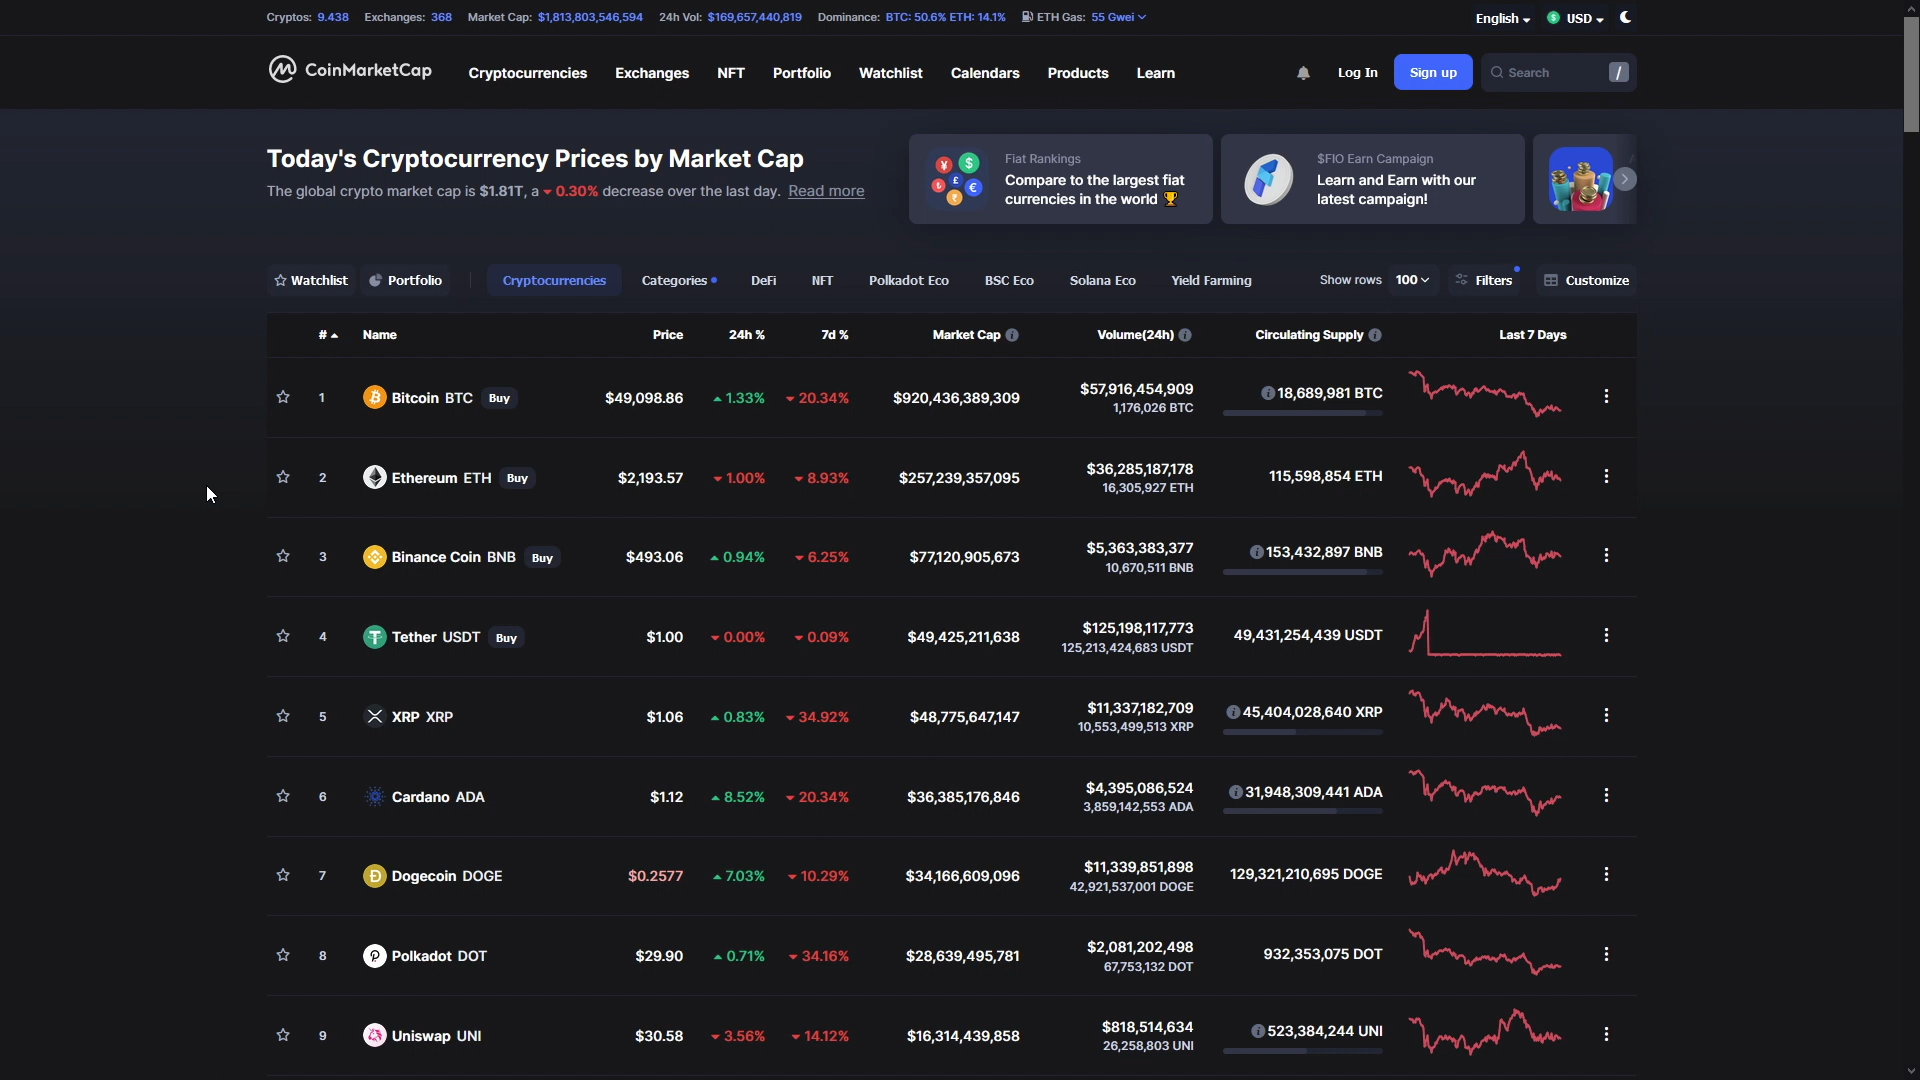 Cryptos: 9.438 Exchanges: 368 Market Cap: $1,813,803,546,594 24h Vol: $169,657,440,819 Dominance: BTC: 50.6% ETH: 14.1% ETH Gas: 55 Gwei English USD
CoinMarketCap Cryptocurrencies Exchanges NFT Portfolio Watchlist Calendars Products Learn Log In Sign up Search /
Today's Cryptocurrency Prices by Market Cap
The global crypto market cap is $1.81T, a 0.30% decrease over the last day. Read more
Fiat Rankings
Compare to the largest fiat
currencies in the world
$FIO Earn Campaign
Learn and Earn with our
latest campaign!
Watchlist Portfolio Cryptocurrencies Categories DeFi NFT Polkadot Eco BSC Eco Solana Eco Yield Farming Show rows 100 Filters Customize
# Name Price 24h % 7d % Market Cap Volume(24h) Circulating Supply Last 7 Days
1 Bitcoin BTC Buy $49,098.86 1.33% 20.34% $920,436,389,309 $57,916,454,909 18,689,981 BTC
1,176,026 BTC
2 Ethereum ETH Buy $2,193.57 1.00% 8.93% $257,239,357,095 $36,285,187,178 115,598,854 ETH
16,305,927 ETH
3 Binance Coin BNB Buy $493.06 0.94% 6.25% $77,120,905,673 $5,363,383,377 153,432,897 BNB
10,670,511 BNB
4 Tether USDT Buy $1.00 0.00% 0.09% $49,425,211,638 $125,198,117,773 49,431,254,439 USDT
125,213,424,683 USDT
5 XRP XRP $1.06 0.83% 34.92% $48,775,647,147 $11,337,182,709 45,404,028,640 XRP
10,553,499,513 XRP
6 Cardano ADA $1.12 8.52% 20.34% $36,385,176,846 $4,395,086,524 31,948,309,441 ADA
3,859,142,553 ADA
7 Dogecoin DOGE $0.2577 7.03% 10.29% $34,166,609,096 $11,339,851,898 129,321,210,695 DOGE
42,921,537,001 DOGE
8 Polkadot DOT $29.90 0.71% 34.16% $28,639,495,781 $2,081,202,498 932,353,075 DOT
67,753,132 DOT
9 Uniswap UNI $30.58 3.56% 14.12% $16,314,439,858 $818,514,634 523,384,244 UNI
26,258,803 UNI